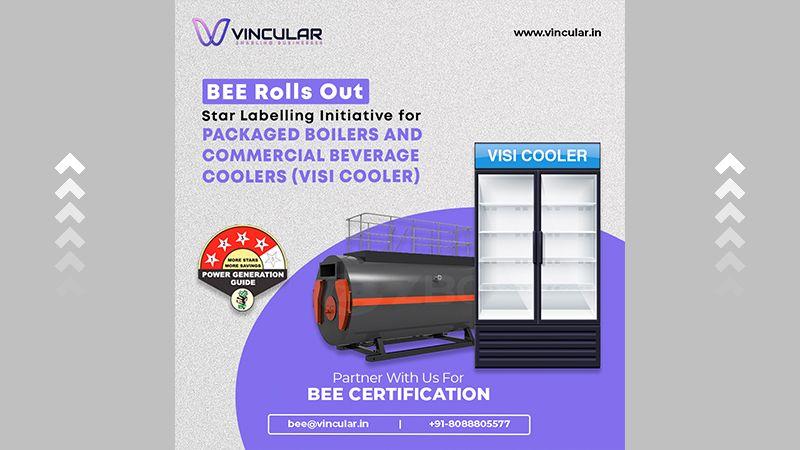 VINCULAR
ENABLING BUSINESSES
www.vincular.in
BEE Rolls Out
Star Labelling Initiative for
PACKAGED BOILERS AND
COMMERCIAL BEVERAGE
COOLERS (VISI COOLER)
VISI COOLER
MORE STARS
MORE SAVINGS
POWER GENERATION
GUIDE
Partner With Us For
BEE CERTIFICATION
bee@vincular.in | +91-8088805577